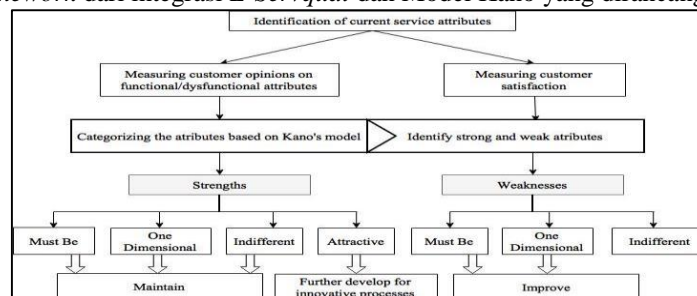 dari integrasi E-Servqual dan Model Kano yang dirancang
Identification of current service attributes
Measuring customer opinions on
functional/dysfunctional attributes
Measuring customer
satisfaction
Categorizing the atributes based on Kano's model
Identify strong and weak atributes
Strengths
Weaknesses
Must Be
One
Dimensional
Indifferent
Attractive
Must Be
One
Dimensional
Indifferent
Maintain
Further develop for
innovative processes
Improve